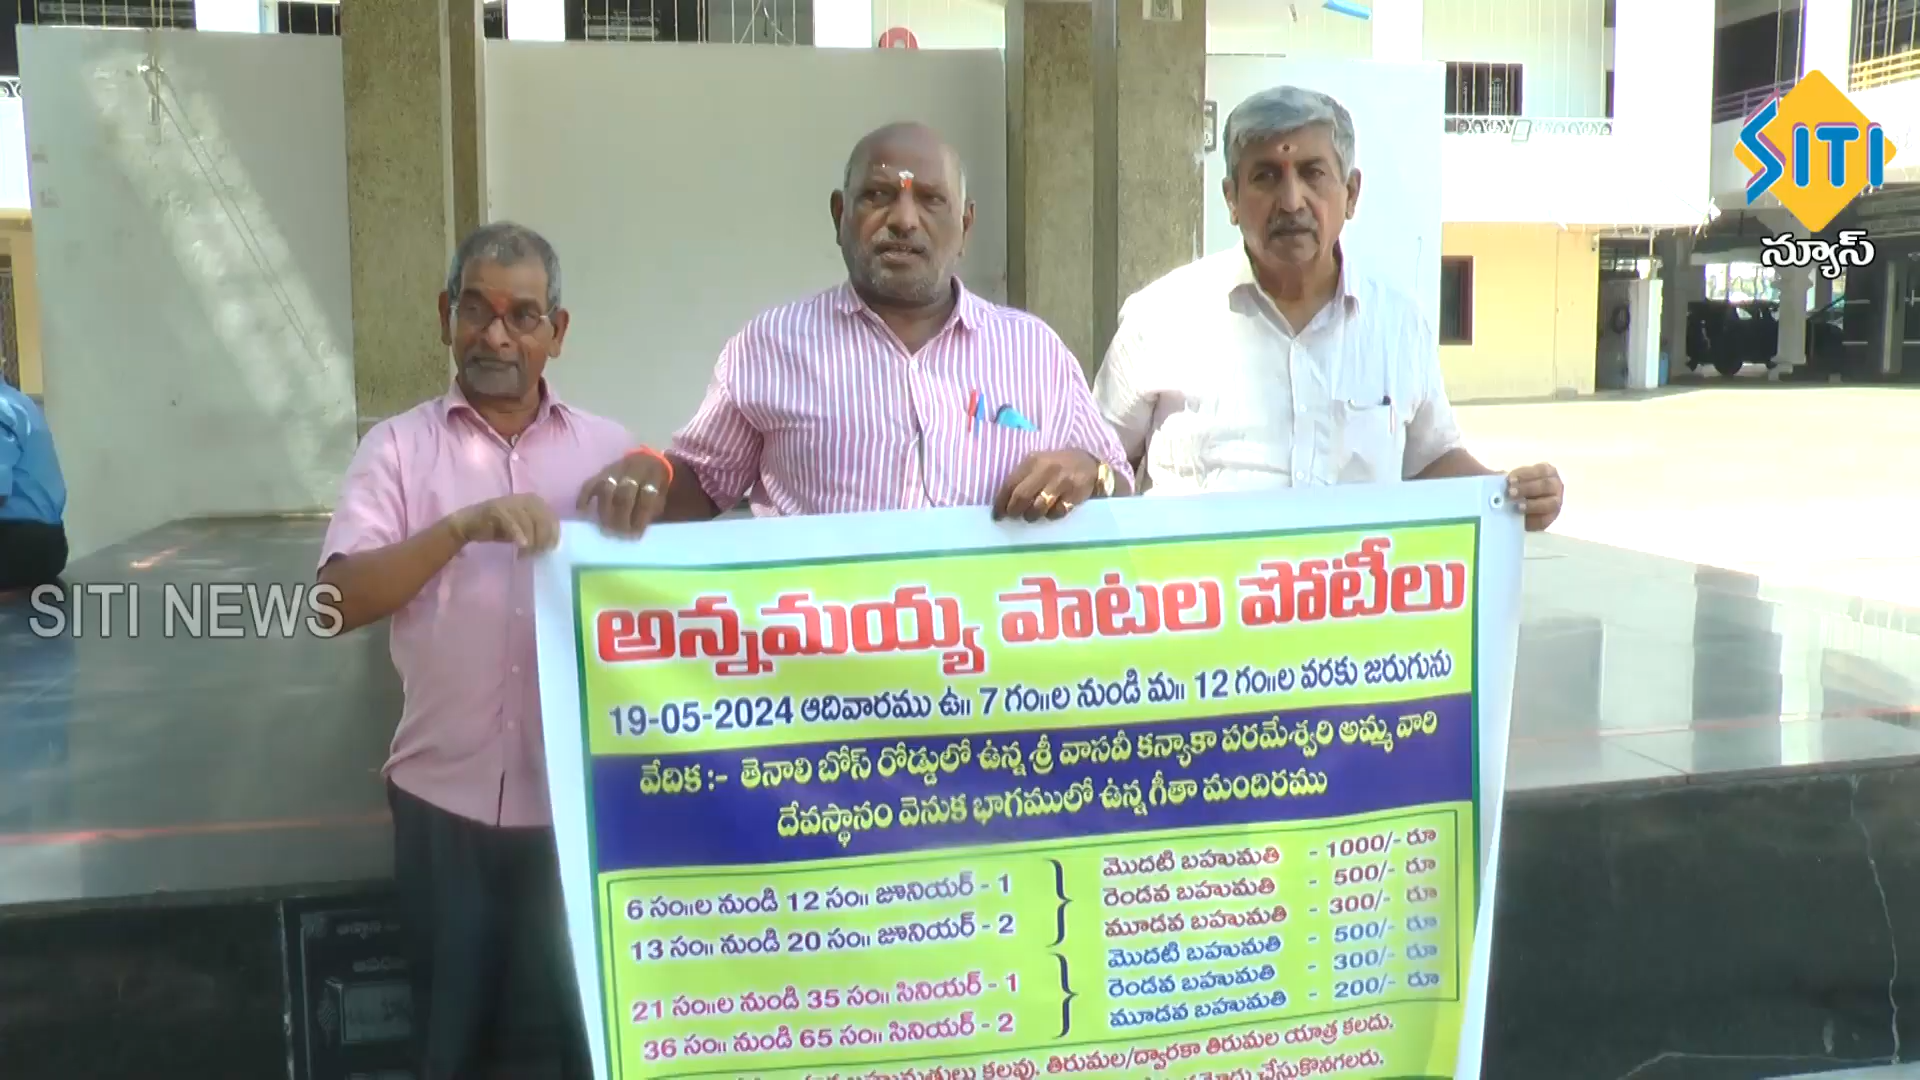 SITI
న్యూస్
SITI NEWS
అన్నమయ్య పాటల పోటీలు
19-05-2024 ఆదివారము ఉ॥ 7 గం॥ల నుండి మ॥ 12 గం॥ల వరకు జరుగును
వేదిక :- తెనాలి బోస్ రోడ్డులో ఉన్న శ్రీ వాసవీ కన్యాకా పరమేశ్వరి అమ్మ వారి
దేవస్థానం వెనుక భాగములో ఉన్న గీతా మందిరము
6 సం॥ల నుండి 12 సం॥ జూనియర్ - 1
13 సం॥ నుండి 20 సం॥ జూనియర్ - 2
మొదటి బహుమతి - 1000/- రూ
రెండవ బహుమతి - 500/- రూ
మూడవ బహుమతి - 300/- రూ
21 సం॥ల నుండి 35 సం॥ సీనియర్ - 1
36 సం॥ నుండి 65 సం॥ సీనియర్ - 2
మొదటి బహుమతి - 500/- రూ
రెండవ బహుమతి - 300/- రూ
మూడవ బహుమతి - 200/- రూ
కలవు. తిరుమల/ద్వారకా తిరుమల యాత్ర కలదు.
చేసుకొనగలరు.